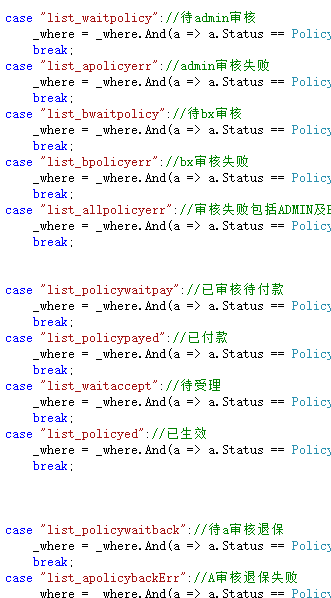 case "list_waitpolicy"://待admin审核
_where = _where.And(a => a.Status == Policy
break;
case "list_apolicyerr"://admin审核失败
_where = _where.And(a => a.Status == Policy
break;
case "list_bwaitpolicy"://待bx审核
_where = _where.And(a => a.Status == Policy
break;
case "list_bpolicyerr"://bx审核失败
_where = _where.And(a => a.Status == Policy
break;
case "list_allpolicyerr"://审核失败包括ADMIN及
_where = _where.And(a => a.Status == Policy
break;
case "list_policywaitpay"://已审核待付款
_where = _where.And(a => a.Status == Policy
break;
case "list_policypayed"://已付款
_where = _where.And(a => a.Status == Policy
break;
case "list_waitaccept"://待受理
_where = _where.And(a => a.Status == Policy
break;
case "list_policyed"://已生效
_where = _where.And(a => a.Status == Policy
break;
case "list_policywaitback"://待a审核退保
_where = _where.And(a => a.Status == Policy
break;
case "list_apolicybackErr"://A审核退保失败
_where = _where.And(a => a.Status == Policy